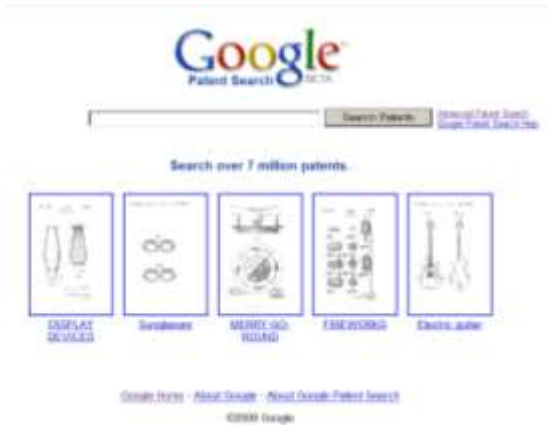 Google
Patent Search BETA
Search Patents
Advanced Patent Search
Google Patent Search Help
Search over 7 million patents.
DISPLAY DEVICES
Sunglasses
MERRY-GO-ROUND
FIREWORKS
Electric guitar
Google Home - About Google - About Google Patent Search
Google